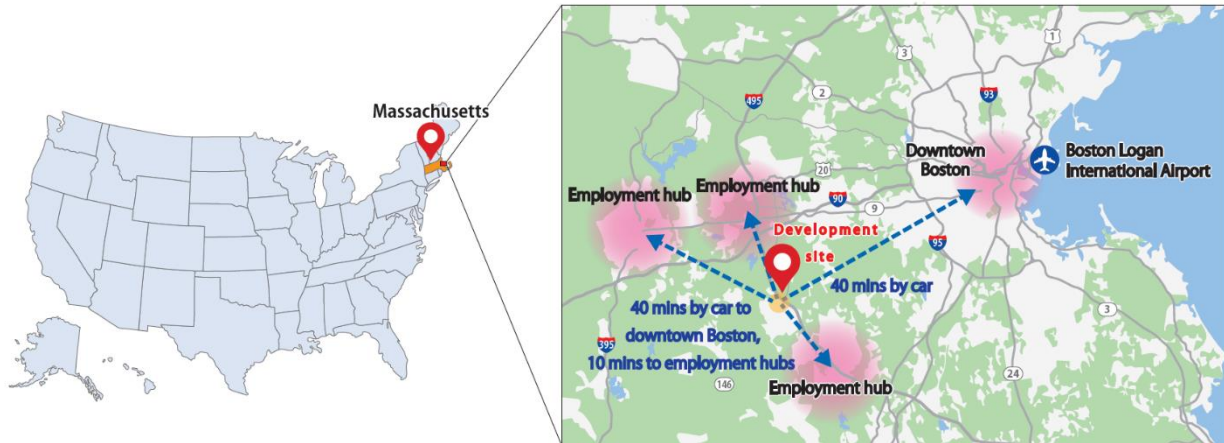 Massachusetts
495
3
2
93
1
Employment hub
Employment hub
20
90
9
Downtown
Boston
Boston Logan
International Airport
Development
site
95
40 mins by car
3
40 mins by car to
downtown Boston,
10 mins to employment hubs
395
146
24
Employment hub